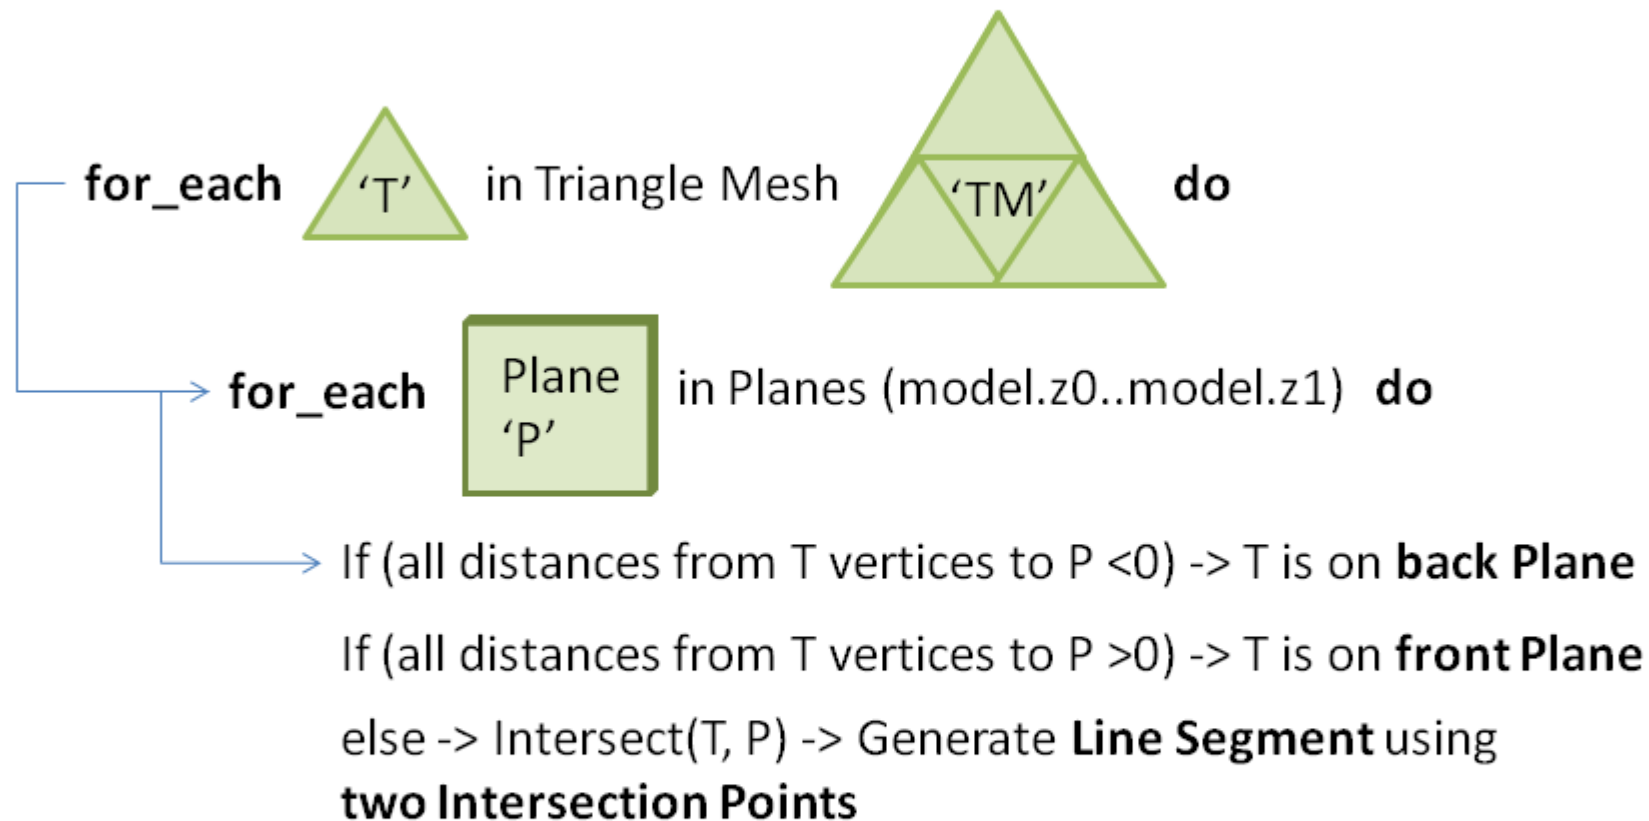 for_each 'T' in Triangle Mesh 'TM' do
for_each Plane 'P' in Planes (model.z0..model.z1) do
If (all distances from T vertices to P <0) -> T is on back Plane
If (all distances from T vertices to P >0) -> T is on front Plane
else -> Intersect(T, P) -> Generate Line Segment using
two Intersection Points